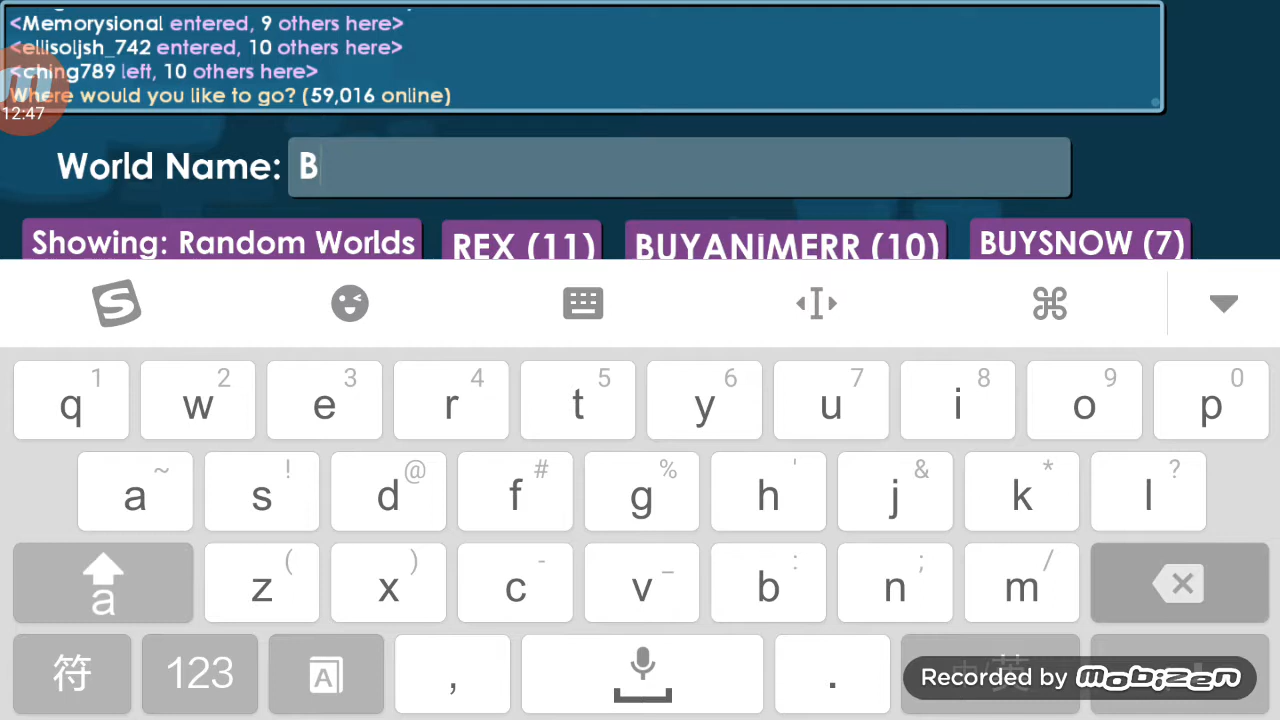 <Memorysional entered, 9 others here>
<ellisoljsh_742 entered, 10 others here>
<ching789 left, 10 others here>
Where would you like to go? (59,016 online)
12:47
World Name: B
Showing: Random Worlds REX (11) BUYANIMERR (10) BUYSNOW (7)
1 2 3 4 5 6 7 8 9 0
q w e r t y u i o p
~ ! @ # % ' & * ?
a s d f g h j k l
( ) - _ : ; /
a z x c v b n m
符 123 A , . 中/英
Recorded by mobizen